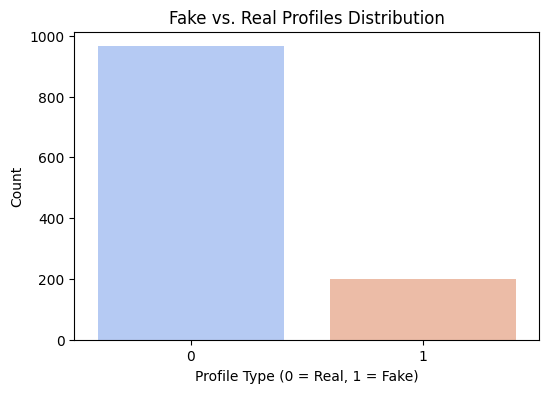 Fake vs. Real Profiles Distribution
1000
800
600
400
200
0
Count
0 1
Profile Type (0 = Real, 1 = Fake)